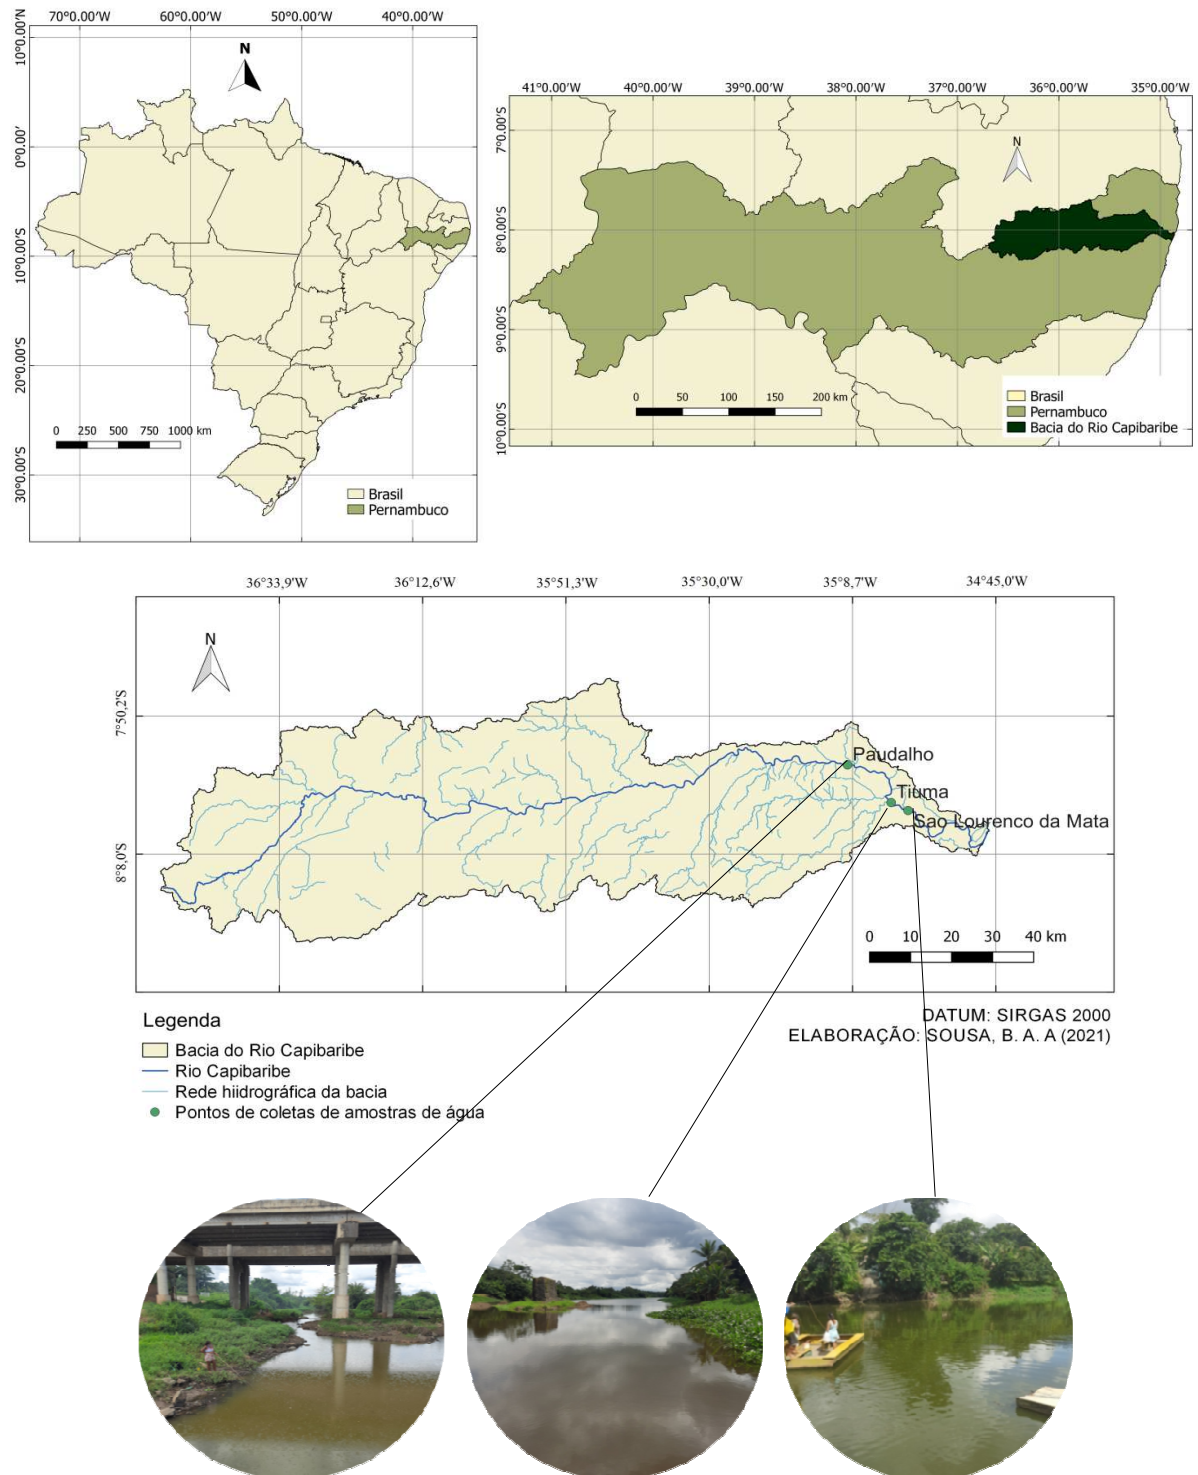 70°0.00'W 60°0.00'W 50°0.00'W 40°0.00'W
10°0.00'N
0°0.00'
10°0.00'S
20°0.00'S
30°0.00'S
N
0 250 500 750 1000 km
Brasil
Pernambuco
41°0.00'W 40°0.00'W 39°0.00'W 38°0.00'W 37°0.00'W 36°0.00'W 35°0.00'W
7°0.00'S
8°0.00'S
9°0.00'S
10°0.00'S
N
0 50 100 150 200 km
Brasil
Pernambuco
Bacia do Rio Capibaribe
36°33,9'W 36°12,6'W 35°51,3'W 35°30,0'W 35°8,7'W 34°45,0'W
7°50,2'S
8°8,0'S
N
Paudalho
Tiuma
Sao Lourenco da Mata
0 10 20 30 40 km
DATUM: SIRGAS 2000
ELABORAÇÃO: SOUSA, B. A. A (2021)
Legenda
Bacia do Rio Capibaribe
Rio Capibaribe
Rede hiidrográfica da bacia
Pontos de coletas de amostras de água